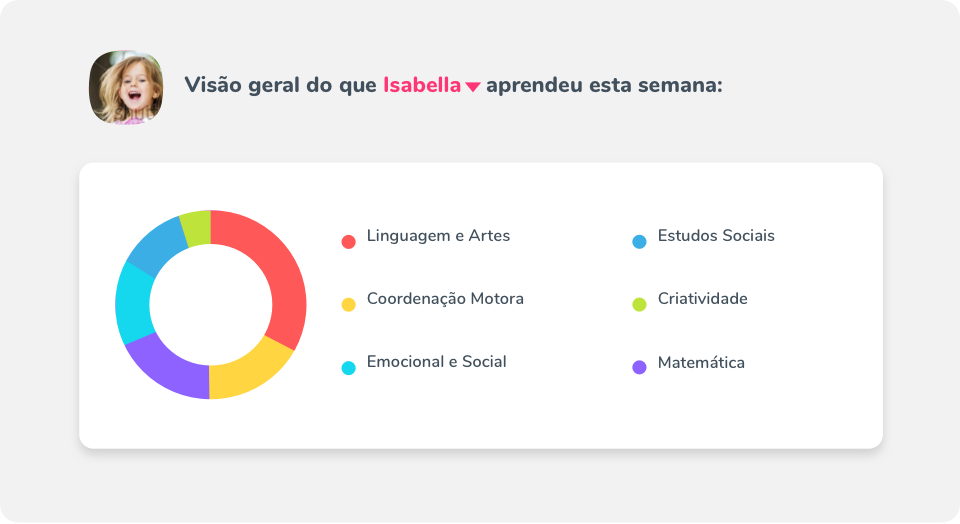 Visão geral do que Isabella aprendeu esta semana:
Linguagem e Artes
Estudos Sociais
Coordenação Motora
Criatividade
Emocional e Social
Matemática